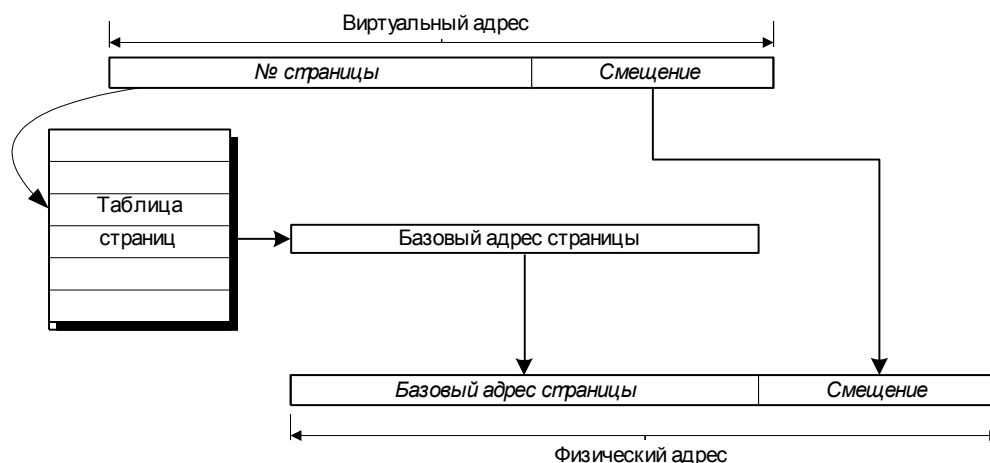 Виртуальный адрес
№ страницы
Смещение
Таблица
страниц
Базовый адрес страницы
Базовый адрес страницы
Смещение
Физический адрес